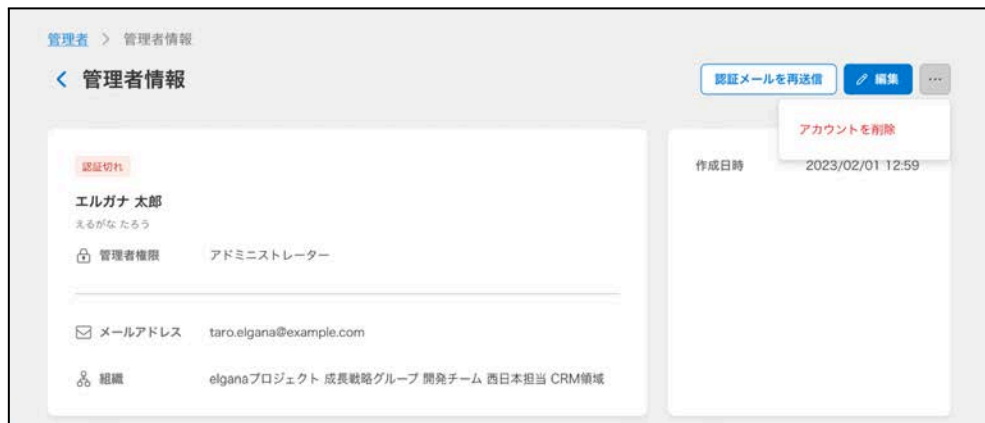 管理者 > 管理者情報
< 管理者情報
認証メールを再送信 編集 ...
アカウントを削除
認証切れ
エルガナ 太郎
えるがな たろう
管理者権限 アドミニストレーター
メールアドレス taro.elgana@example.com
組織 elganaプロジェクト 成長戦略グループ 開発チーム 西日本担当 CRM領域
作成日時 2023/02/01 12:59